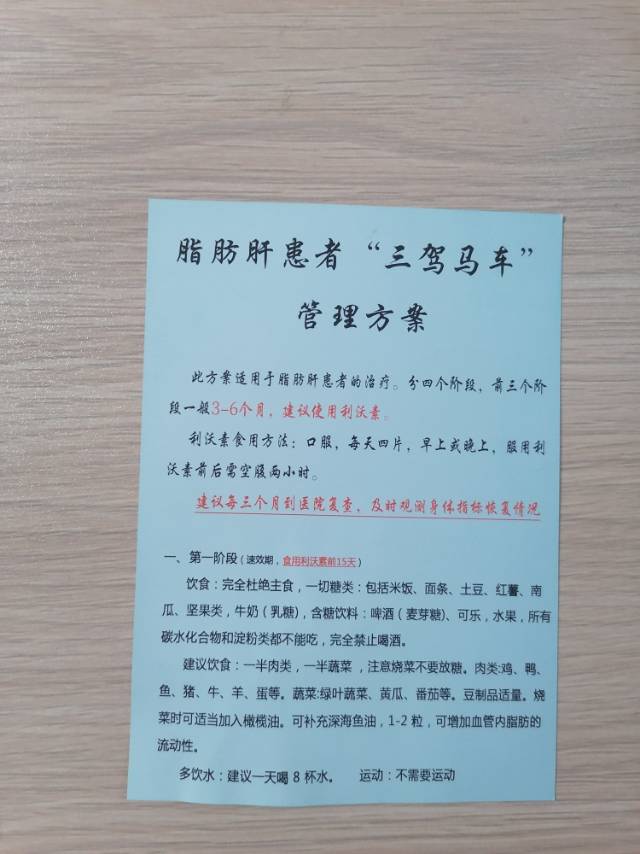 脂肪肝患者“三驾马车”
管理方案
此方案适用于脂肪肝患者的治疗。分四个阶段，前三个阶
段一般3-6个月，建议使用利沃素。
利沃素食用方法：口服，每天四片，早上或晚上，服用利
沃素前后需空腹两小时。
建议每三个月到医院复查，及时观测身体指标恢复情况
一、第一阶段（速效期，食用利沃素前15天）
饮食：完全杜绝主食，一切糖类：包括米饭、面条、土豆、红薯、南
瓜、坚果类，牛奶（乳糖），含糖饮料：啤酒（麦芽糖)、可乐，水果，所有
碳水化合物和淀粉类都不能吃，完全禁止喝酒。
建议饮食：一半肉类，一半蔬菜，注意烧菜不要放糖。肉类:鸡、鸭、
鱼、猪、牛、羊、蛋等。蔬菜:绿叶蔬菜、黄瓜、番茄等。豆制品适量。烧
菜时可适当加入橄榄油。可补充深海鱼油，1-2 粒，可增加血管内脂肪的
流动性。
多饮水：建议一天喝 8 杯水。 运动：不需要运动